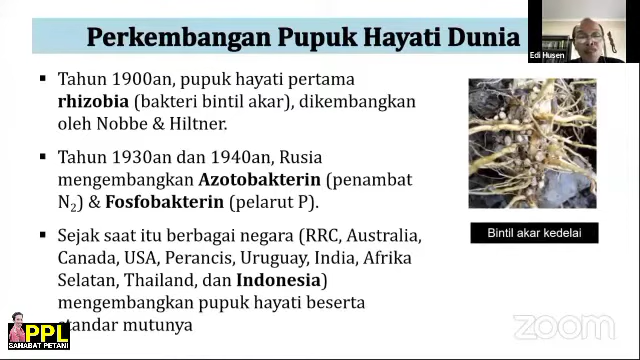 Perkembangan Pupuk Hayati Dunia
Edi Husen
▪ Tahun 1900an, pupuk hayati pertama
rhizobia (bakteri bintil akar), dikembangkan
oleh Nobbe & Hiltner.
▪ Tahun 1930an dan 1940an, Rusia
mengembangkan Azotobakterin (penambat
N₂) & Fosfobakterin (pelarut P).
▪ Sejak saat itu berbagai negara (RRC, Australia,
Canada, USA, Perancis, Uruguay, India, Afrika
Selatan, Thailand, dan Indonesia)
mengembangkan pupuk hayati beserta
standar mutunya
Bintil akar kedelai
PPL
SAHABAT PETANI
zoom